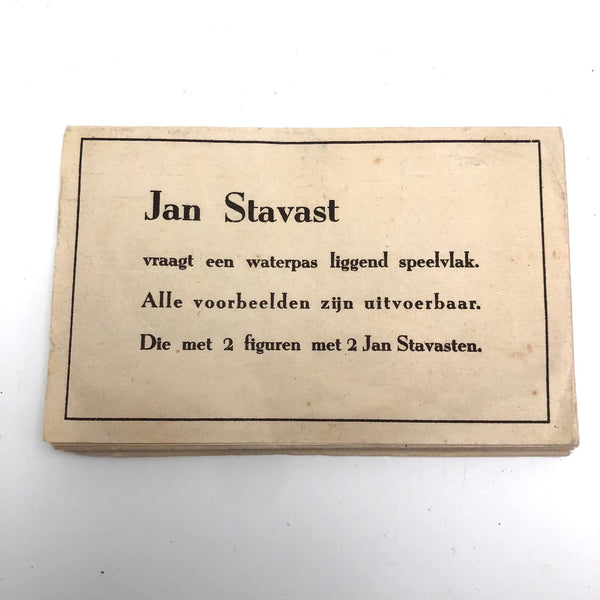 Jan Stavast
vraagt een waterpas liggend speelvlak.
Alle voorbeelden zijn uitvoerbaar.
Die met 2 figuren met 2 Jan Stavasten.